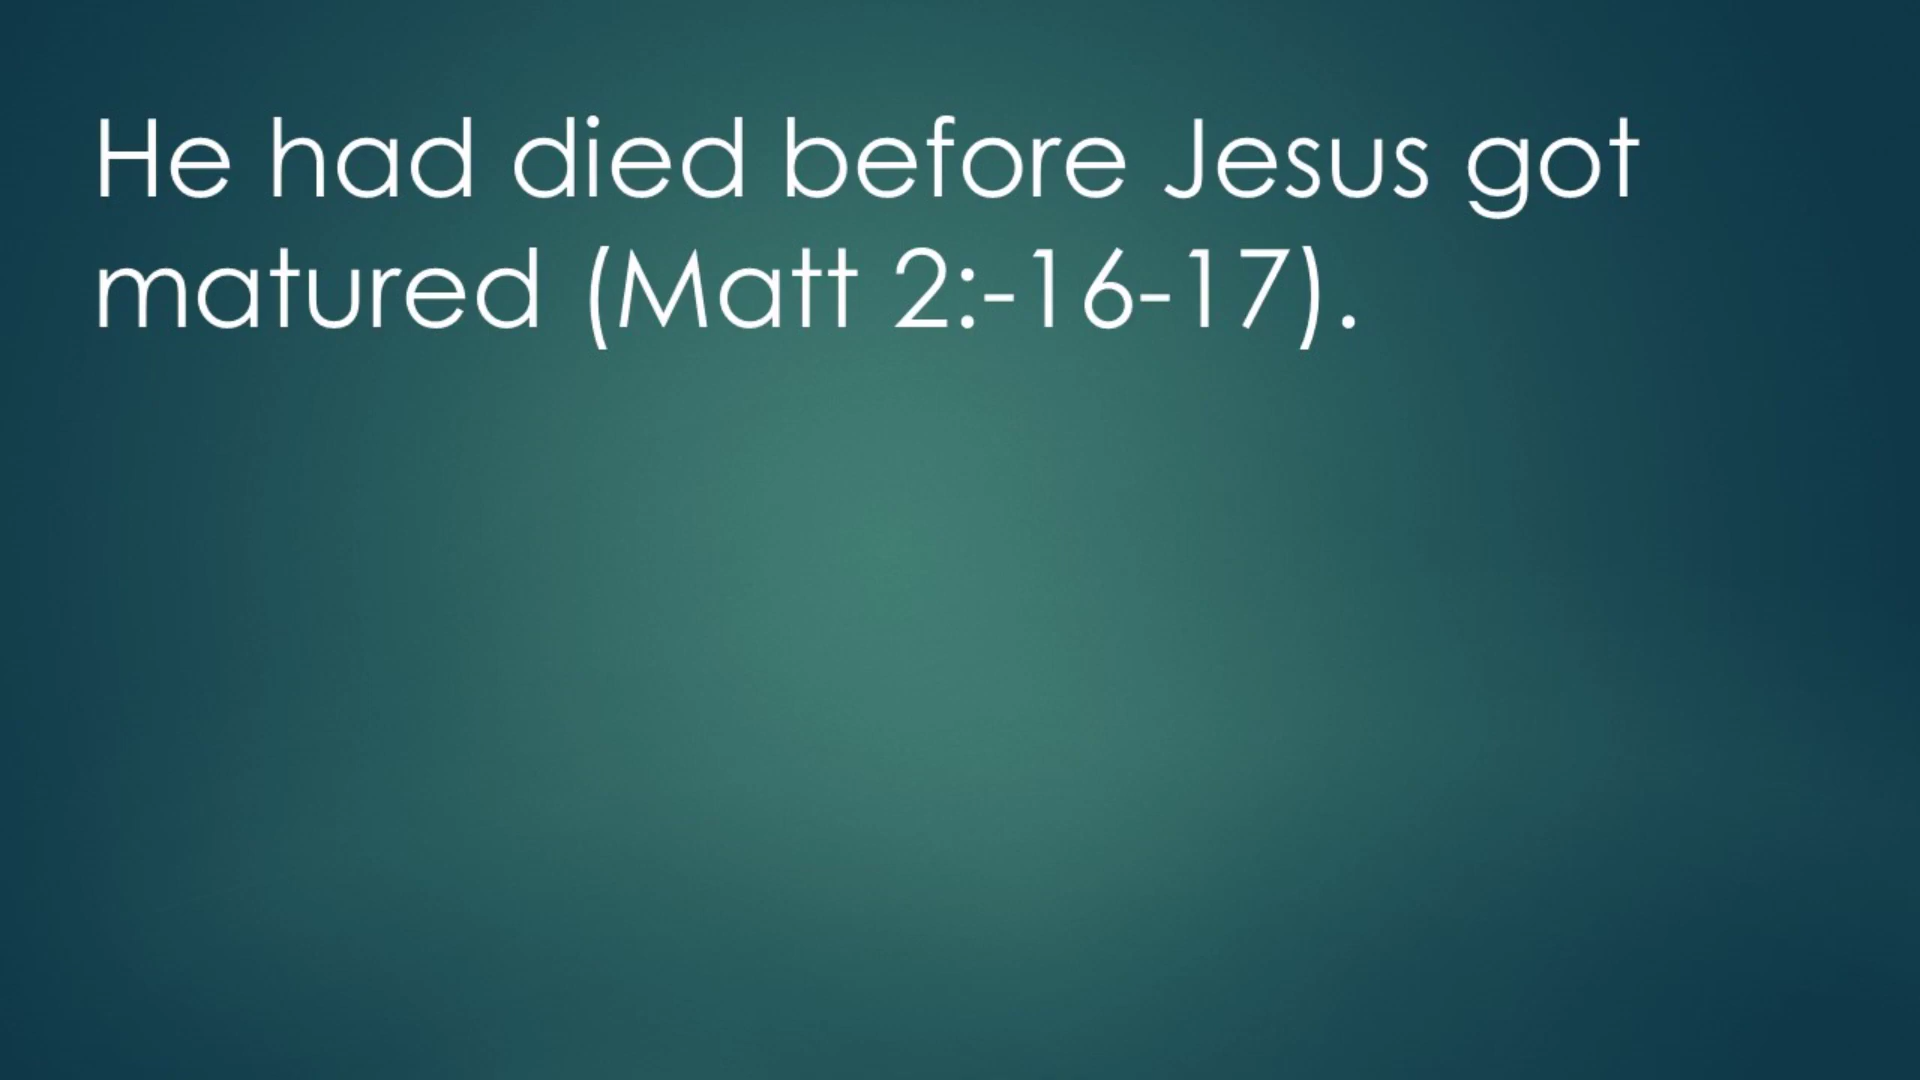 He had died before Jesus got
matured (Matt 2:-16-17).